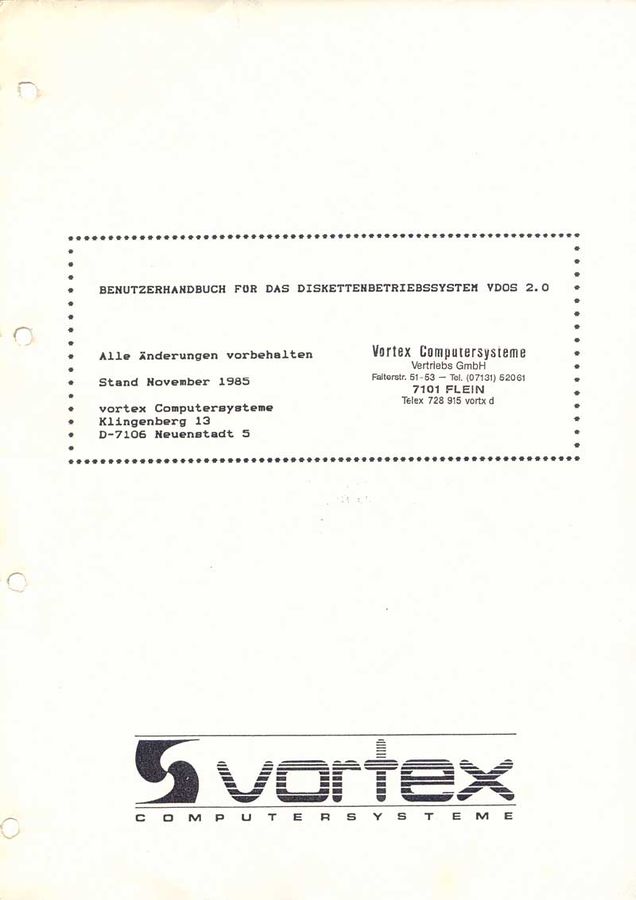 BENUTZERHANDBUCH FÜR DAS DISKETTENBETRIEBSSYSTEM VDOS 2.0
Alle Änderungen vorbehalten
Stand November 1985
vortex Computersysteme
Klingenberg 13
D-7106 Neuenstadt 5
Vortex Computersysteme
Vertriebs GmbH
Falterstr. 51-53 — Tel. (07131) 52061
7101 FLEIN
Telex 728 915 vortx d
vortex
COMPUTERSYSTEME